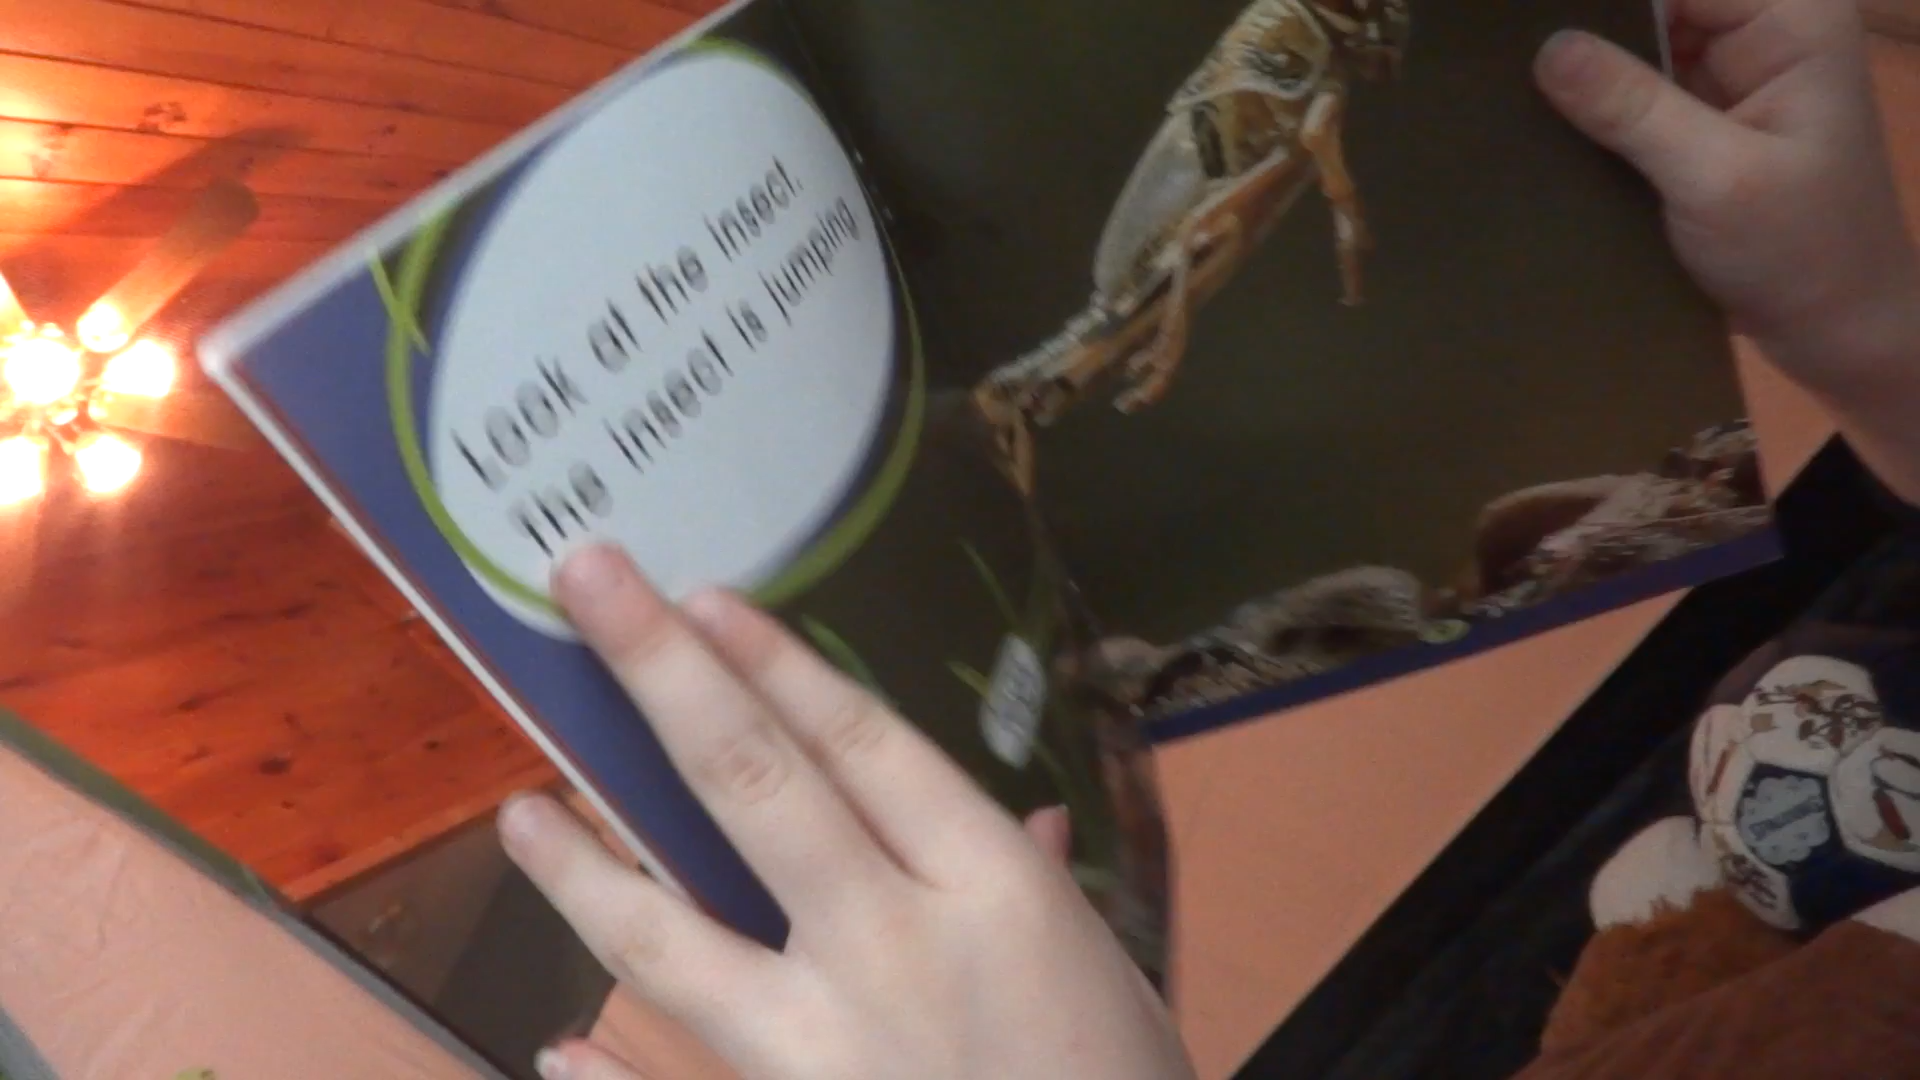 Look at the insect.
The insect is jumping